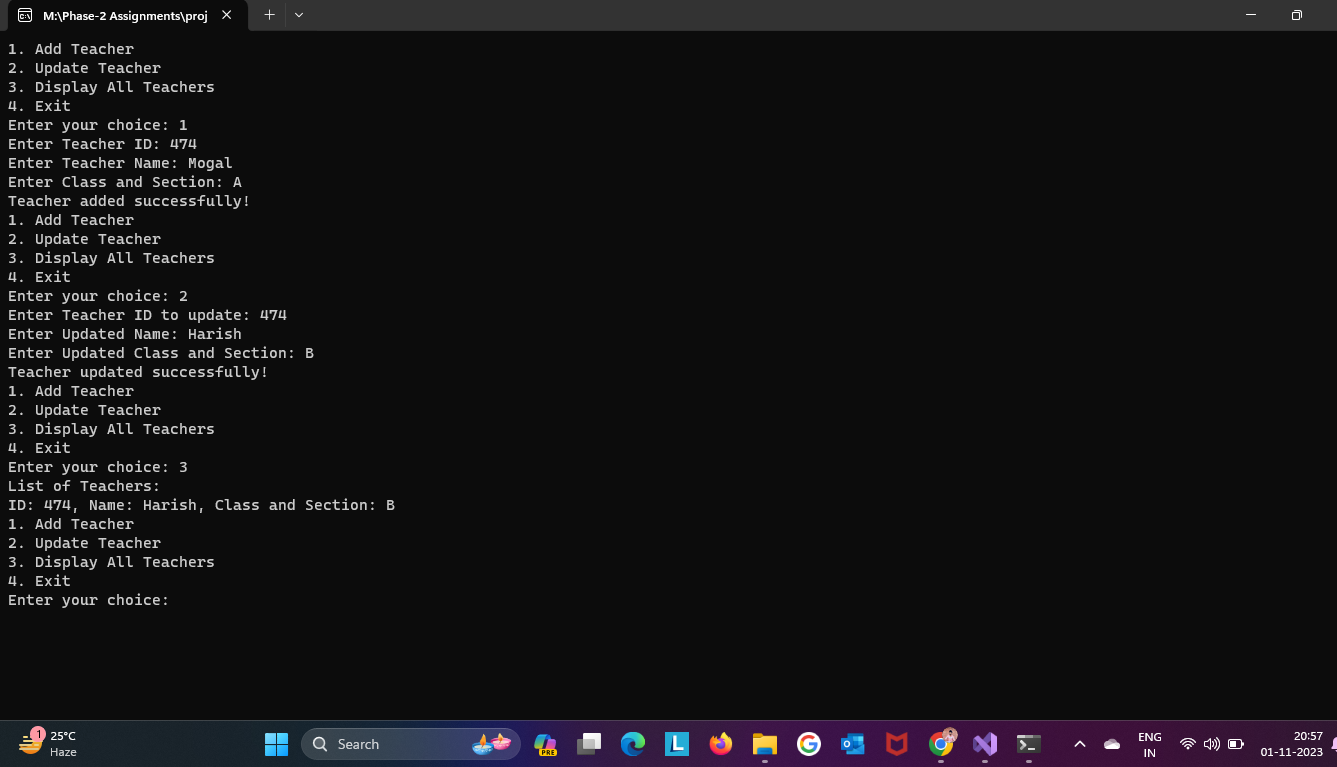 M:\Phase-2 Assignments\proj
1. Add Teacher
2. Update Teacher
3. Display All Teachers
4. Exit
Enter your choice: 1
Enter Teacher ID: 474
Enter Teacher Name: Mogal
Enter Class and Section: A
Teacher added successfully!
1. Add Teacher
2. Update Teacher
3. Display All Teachers
4. Exit
Enter your choice: 2
Enter Teacher ID to update: 474
Enter Updated Name: Harish
Enter Updated Class and Section: B
Teacher updated successfully!
1. Add Teacher
2. Update Teacher
3. Display All Teachers
4. Exit
Enter your choice: 3
List of Teachers:
ID: 474, Name: Harish, Class and Section: B
1. Add Teacher
2. Update Teacher
3. Display All Teachers
4. Exit
Enter your choice:
1
25°C
Haze
Search
PRE
L
ENG
IN
20:57
01-11-2023